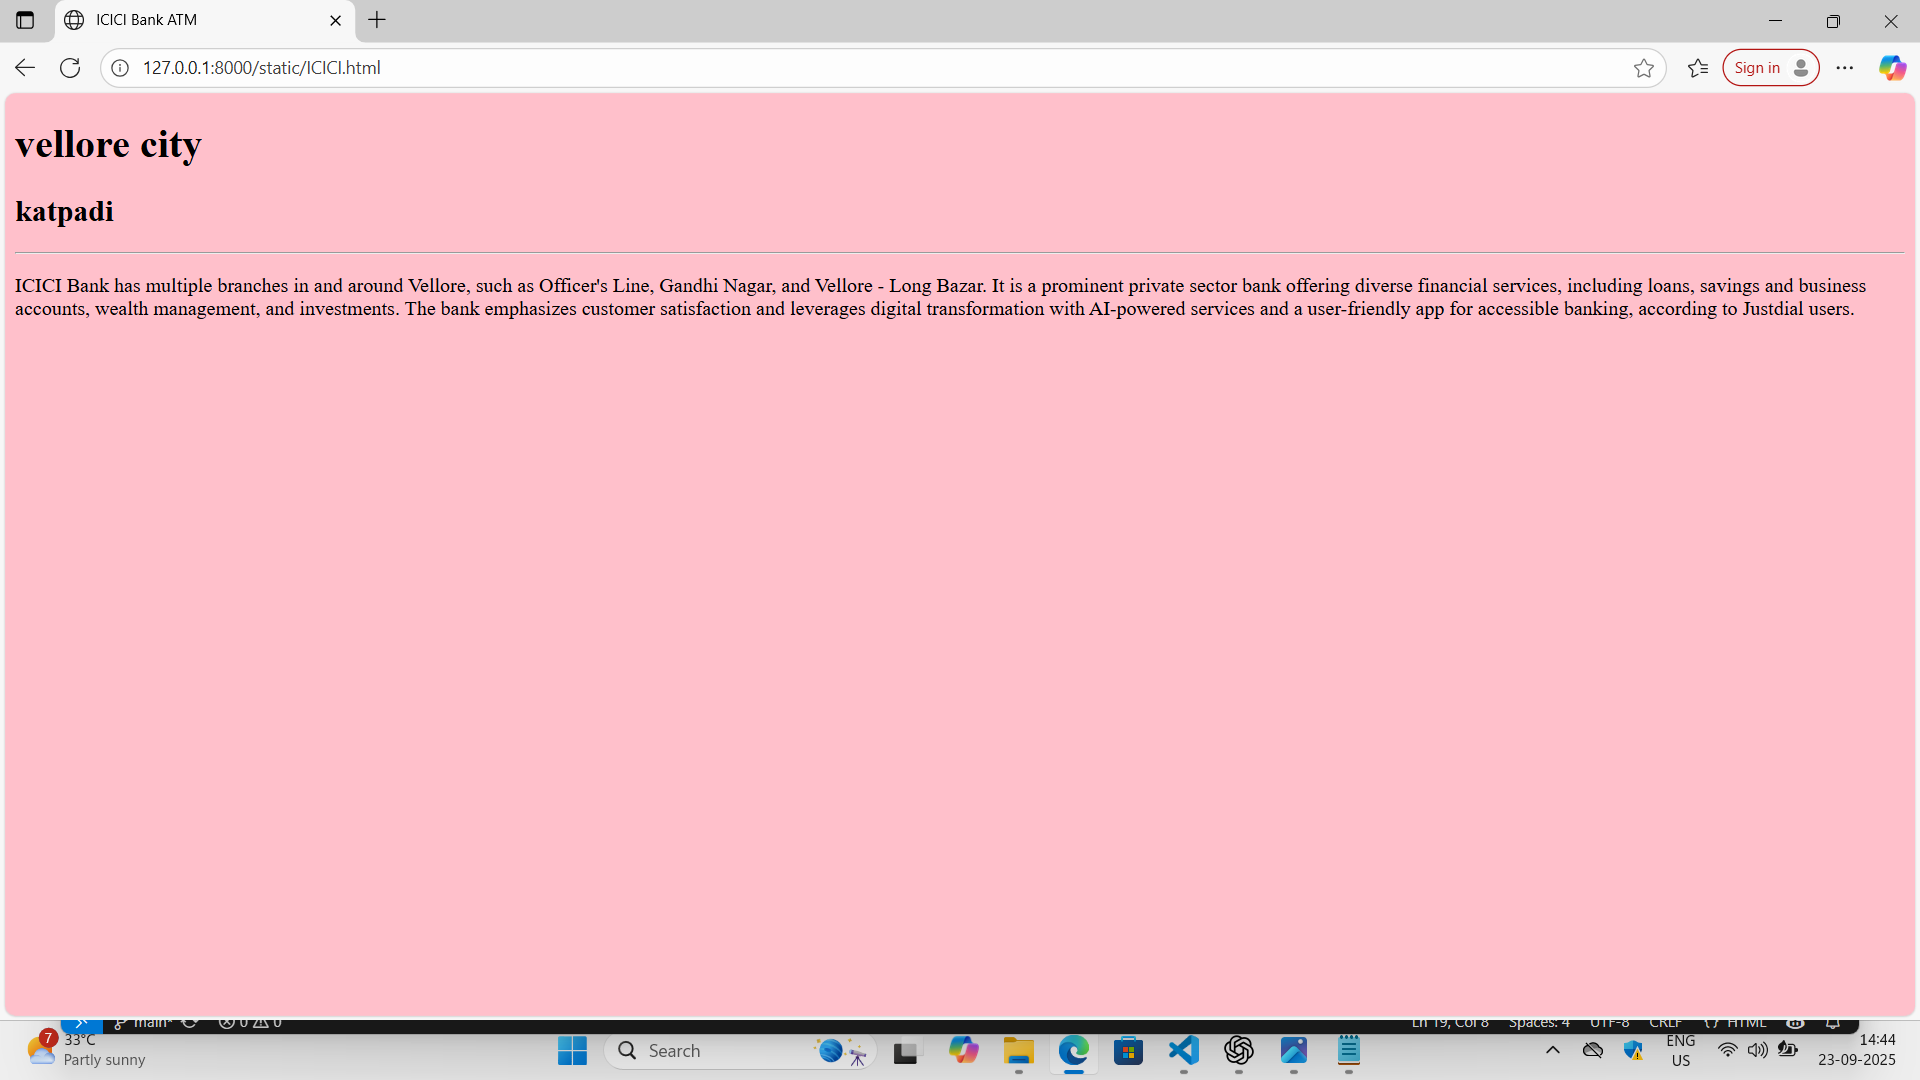 ICICI Bank ATM
127.0.0.1:8000/static/ICICI.html
Sign in
vellore city
katpadi
ICICI Bank has multiple branches in and around Vellore, such as Officer's Line, Gandhi Nagar, and Vellore - Long Bazar. It is a prominent private sector bank offering diverse financial services, including loans, savings and business
accounts, wealth management, and investments. The bank emphasizes customer satisfaction and leverages digital transformation with AI-powered services and a user-friendly app for accessible banking, according to Justdial users.
main* 0 0 Ln 19, Col 8 Spaces: 4 UTF-8 CRLF {} HTML
7
33°C
Partly sunny
Search
ENG
US
14:44
23-09-2025